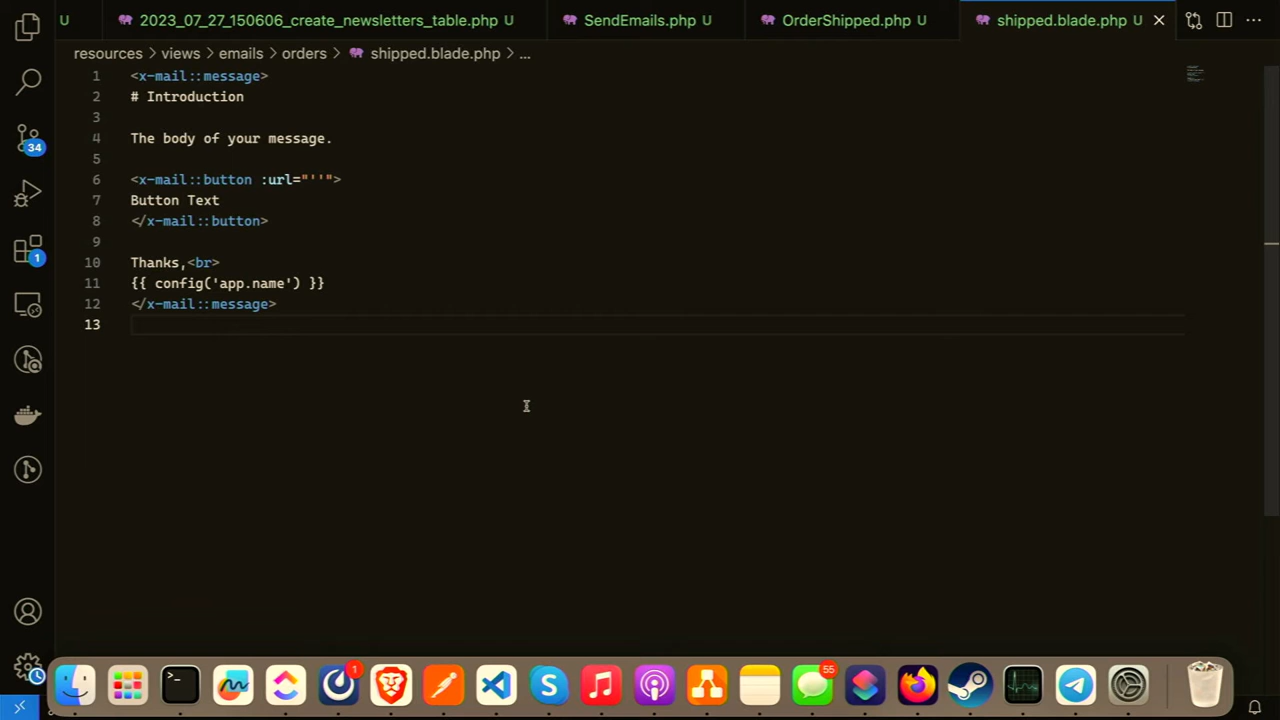 U
2023_07_27_150606_create_newsletters_table.php U
SendEmails.php U
OrderShipped.php U
shipped.blade.php U
resources > views > emails > orders > shipped.blade.php > ...
1 <x-mail::message>
2 # Introduction
3
4 The body of your message.
5
6 <x-mail::button :url="''">
7 Button Text
8 </x-mail::button>
9
10 Thanks,<br>
11 {{ config('app.name') }}
12 </x-mail::message>
13
34
1
1
55